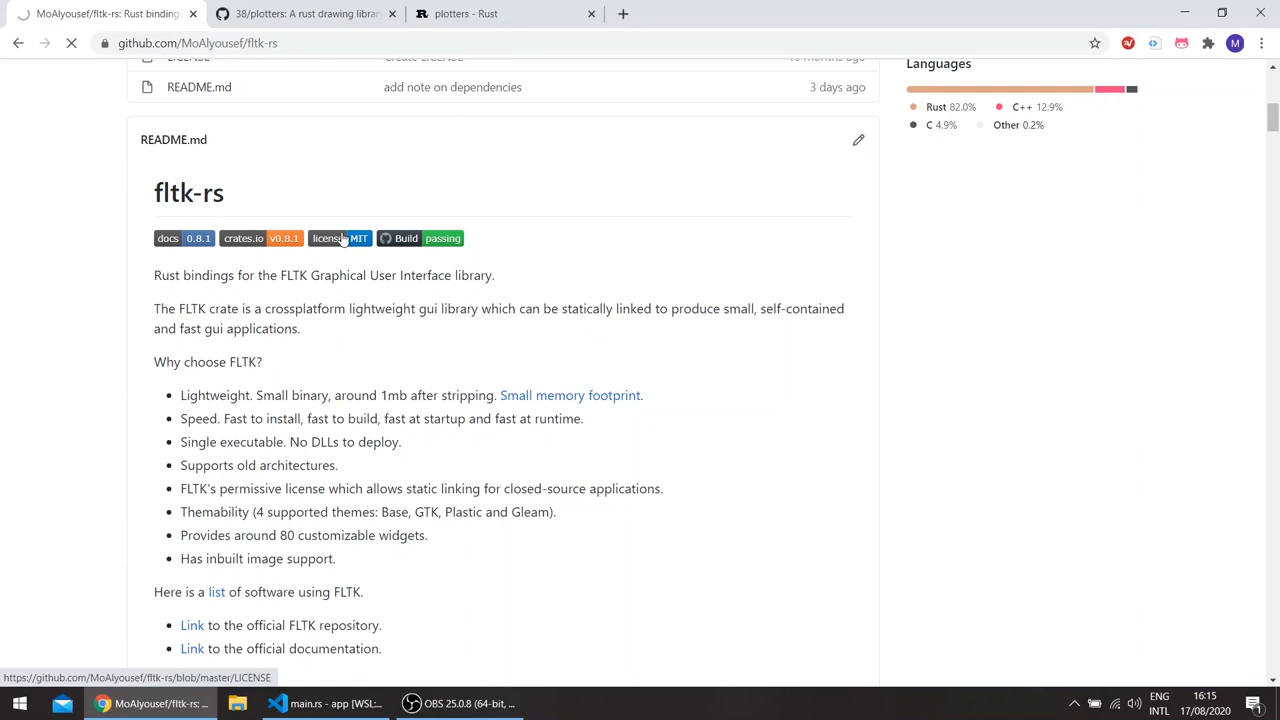 MoAlyousef/fltk-rs: Rust binding
38/plotters: A rust drawing librar
plotters - Rust
github.com/MoAlyousef/fltk-rs
M
LICENSE
Create LICENSE
10 months ago
README.md
add note on dependencies
3 days ago
Languages
Rust 82.0%
C++ 12.9%
C 4.9%
Other 0.2%
README.md
fltk-rs
docs 0.8.1
crates.io v0.8.1
license MIT
Build passing
Rust bindings for the FLTK Graphical User Interface library.
The FLTK crate is a crossplatform lightweight gui library which can be statically linked to produce small, self-contained
and fast gui applications.
Why choose FLTK?
• Lightweight. Small binary, around 1mb after stripping. Small memory footprint.
• Speed. Fast to install, fast to build, fast at startup and fast at runtime.
• Single executable. No DLLs to deploy.
• Supports old architectures.
• FLTK's permissive license which allows static linking for closed-source applications.
• Themability (4 supported themes: Base, GTK, Plastic and Gleam).
• Provides around 80 customizable widgets.
• Has inbuilt image support.
Here is a list of software using FLTK.
• Link to the official FLTK repository.
• Link to the official documentation.
https://github.com/MoAlyousef/fltk-rs/blob/master/LICENSE
MoAlyousef/fltk-rs: ...
main.rs - app [WSL:...
OBS 25.0.8 (64-bit, ...
ENG
INTL
16:15
17/08/2020
1